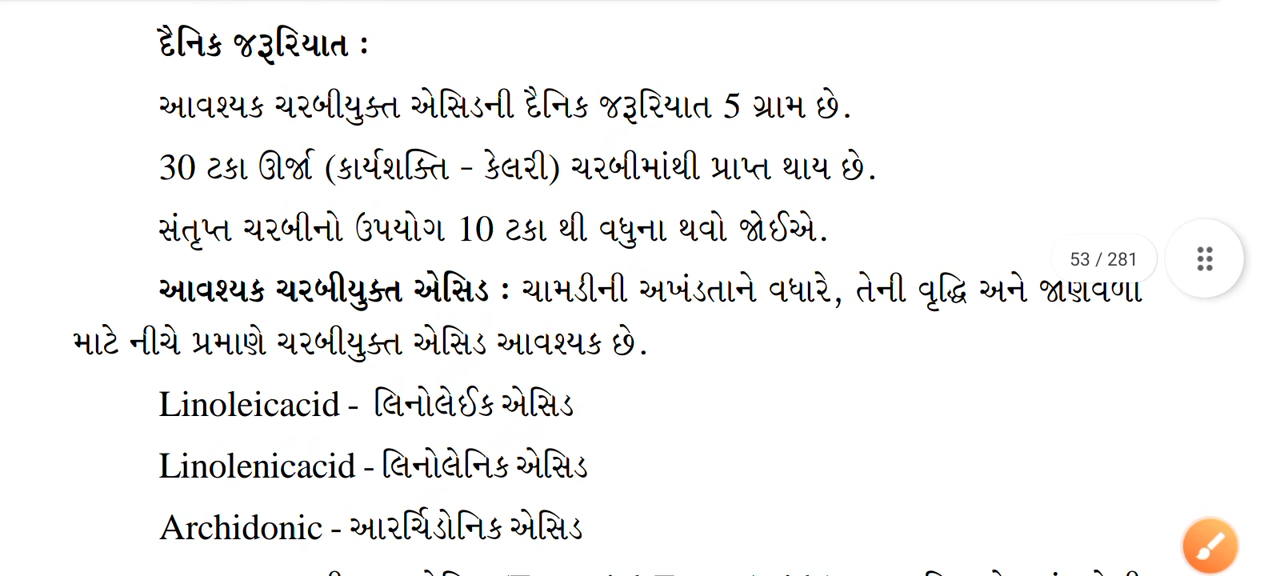 દૈનિક જરૂરિયાત :
આવશ્યક ચરબીયુક્ત એસિડની દૈનિક જરૂરિયાત 5 ગ્રામ છે.
30 ટકા ઊર્જા (કાર્યશક્તિ - કેલરી) ચરબીમાંથી પ્રાપ્ત થાય છે.
સંતૃપ્ત ચરબીનો ઉપયોગ 10 ટકા થી વધુના થવો જોઈએ.
53 / 281
આવશ્યક ચરબીયુક્ત એસિડ : ચામડીની અખંડતાને વધારે, તેની વૃદ્ધિ અને જાણવળા
માટે નીચે પ્રમાણે ચરબીયુક્ત એસિડ આવશ્યક છે.
Linoleicacid - લિનોલેઈક એસિડ
Linolenicacid - લિનોલેનિક એસિડ
Archidonic - આરર્ચિડોનિક એસિડ